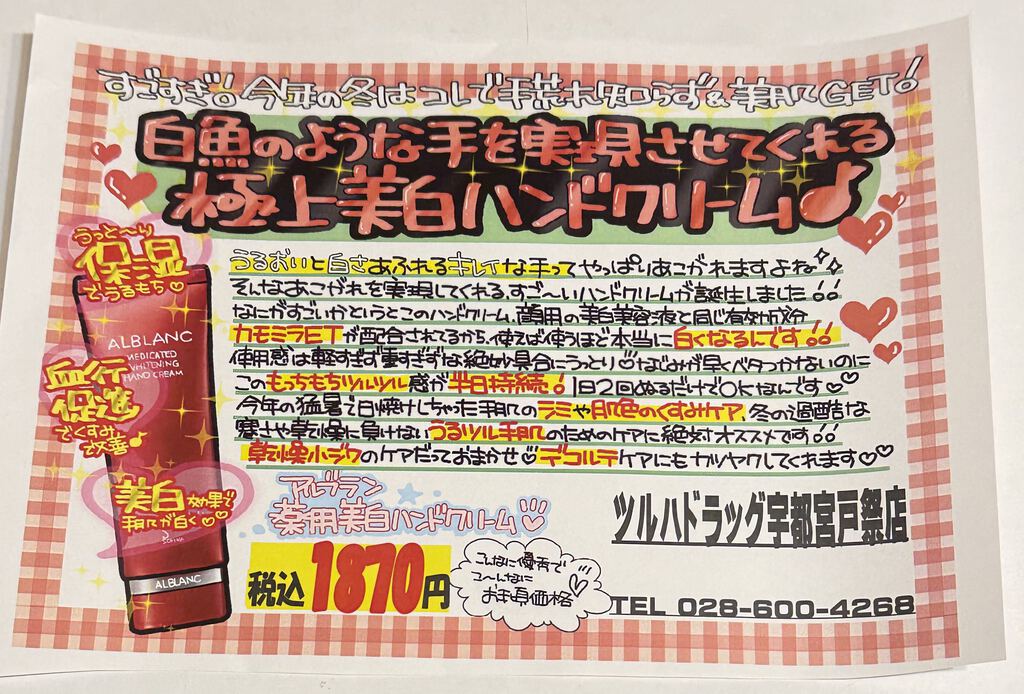 すごすぎ!今年の冬はコレで手荒れ知らず&美肌GET!
白魚のような手を実現させてくれる
極上美白ハンドクリーム♪
うっと〜り
保湿
でうるもち♡
ALBLANC
MEDICATED
WHITENING
HAND CREAM
血行
促進
でくすみ
改善♪
美白効果で
手肌が白く♡♡
ALBLANC
うるおいと白さあふれるキレイな手ってやっぱりあこがれますよね
そんなあこがれを実現してくれる、すご〜いハンドクリームが誕生しました!!
なにがすごいかというとこのハンドクリーム、顔用の美白美容液と同じ有効成分
カモミラETが配合されてるから、使えば使うほど本当に白くなるんです!!
使用感は軽すぎず重すぎずな絶妙具合にうっとり♡なじみが早くベタつかないのに
このもっちもちツルツル感が半日持続!1日2回ぬるだけでOKなんです♡♡
今年の猛暑で日焼けしちゃった手肌のシミや肌色のくすみケア、冬の過酷な
寒さや乾燥に負けないうるツル手肌のためのケアに絶対オススメです!!
乾燥小ジワのケアだっておまかせ♡デコルテケアにもカツヤクしてくれます♡♡
アルブラン
薬用美白ハンドクリーム
税込1870円
こんなに優秀で
こ〜んなに
お手頃価格
ツルハドラッグ宇都宮戸祭店
TEL 028-600-4268